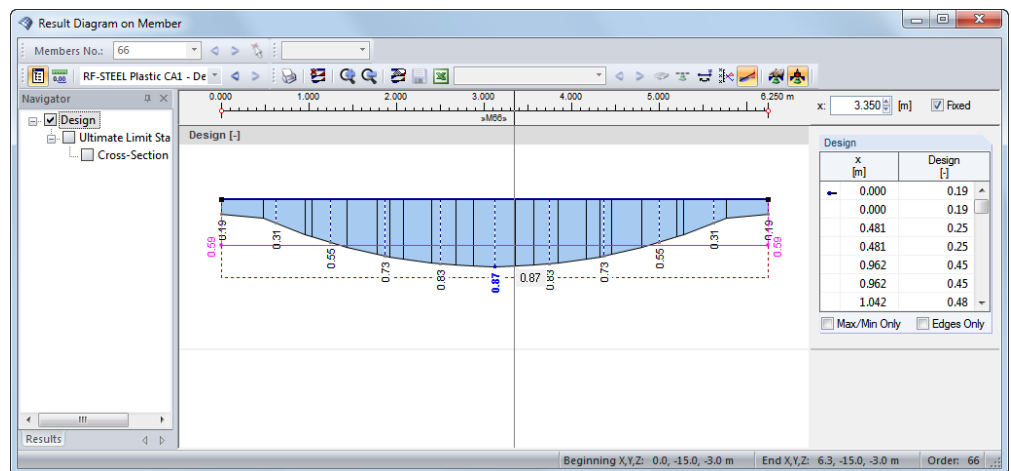 Result Diagram on Member
Members No.: 66
RF-STEEL Plastic CA1 - De
Navigator
Design
Ultimate Limit Sta
Cross-Section
Results
0.000 1.000 2.000 3.000 4.000 5.000 6.250 m
»M66»
Design [-]
0.59 0.19 0.31 0.55 0.73 0.83 0.87 0.87 0.83 0.73 0.55 0.31 0.19 0.59
x: 3.350 [m] Fixed
Design
x Design
[m] [-]
0.000 0.19
0.000 0.19
0.481 0.25
0.481 0.25
0.962 0.45
0.962 0.45
1.042 0.48
Max/Min Only Edges Only
Beginning X,Y,Z: 0.0, -15.0, -3.0 m End X,Y,Z: 6.3, -15.0, -3.0 m Order: 66